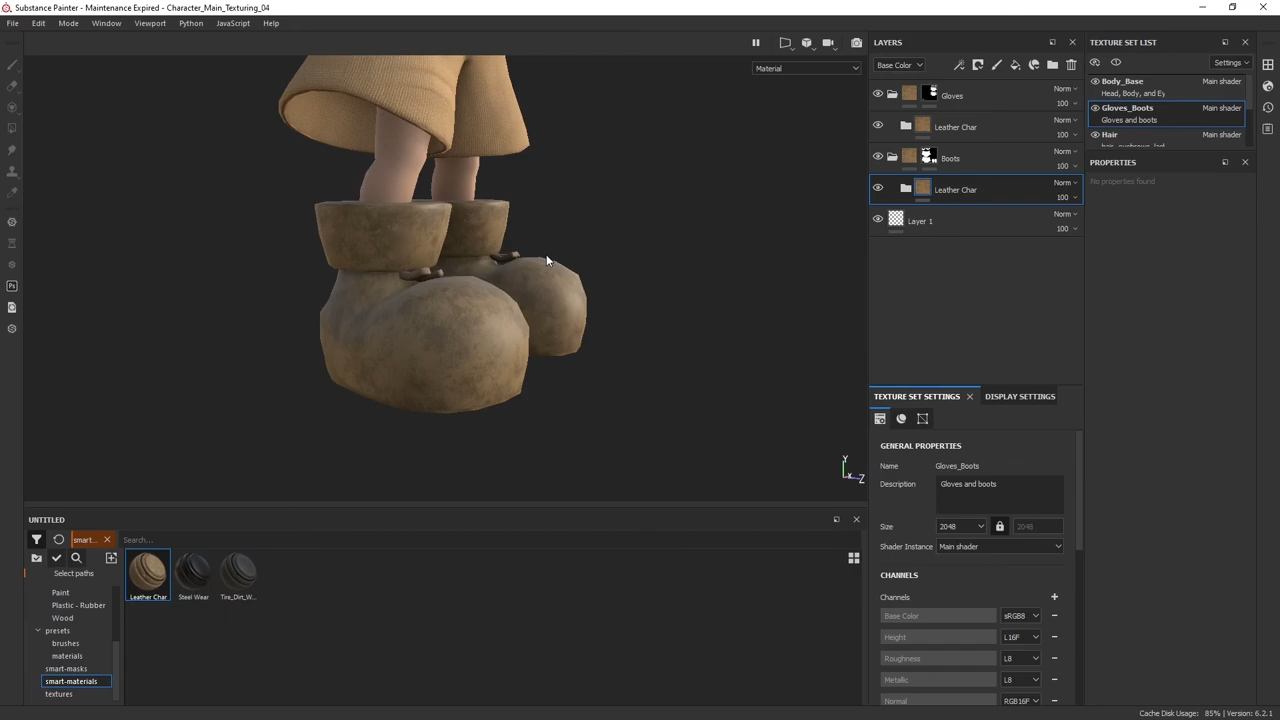 Substance Painter - Maintenance Expired - Character_Main_Texturing_04
File Edit Mode Window Viewport Python JavaScript Help
Material
LAYERS
Base Color
Gloves Norm 100
Leather Char Norm 100
Boots Norm 100
Leather Char Norm 100
Layer 1 Norm 100
TEXTURE SET LIST
Settings
Body_Base Main shader
Head, Body, and Ey
Gloves_Boots Main shader
Gloves and boots
Hair Main shader
PROPERTIES
No properties found
TEXTURE SET SETTINGS DISPLAY SETTINGS
GENERAL PROPERTIES
Name Gloves_Boots
Description Gloves and boots
Size 2048 2048
Shader Instance Main shader
CHANNELS
Channels
Base Color sRGB8
Height L16F
Roughness L8
Metallic L8
Normal RGB16F
Y
Z
UNTITLED
smart... Search...
Select paths
Paint
Plastic - Rubber
Wood
presets
brushes
materials
smart-masks
smart-materials
textures
Leather Char Steel Wear Tire_Dirt_W...
Ps
Cache Disk Usage: 85% | Version: 6.2.1